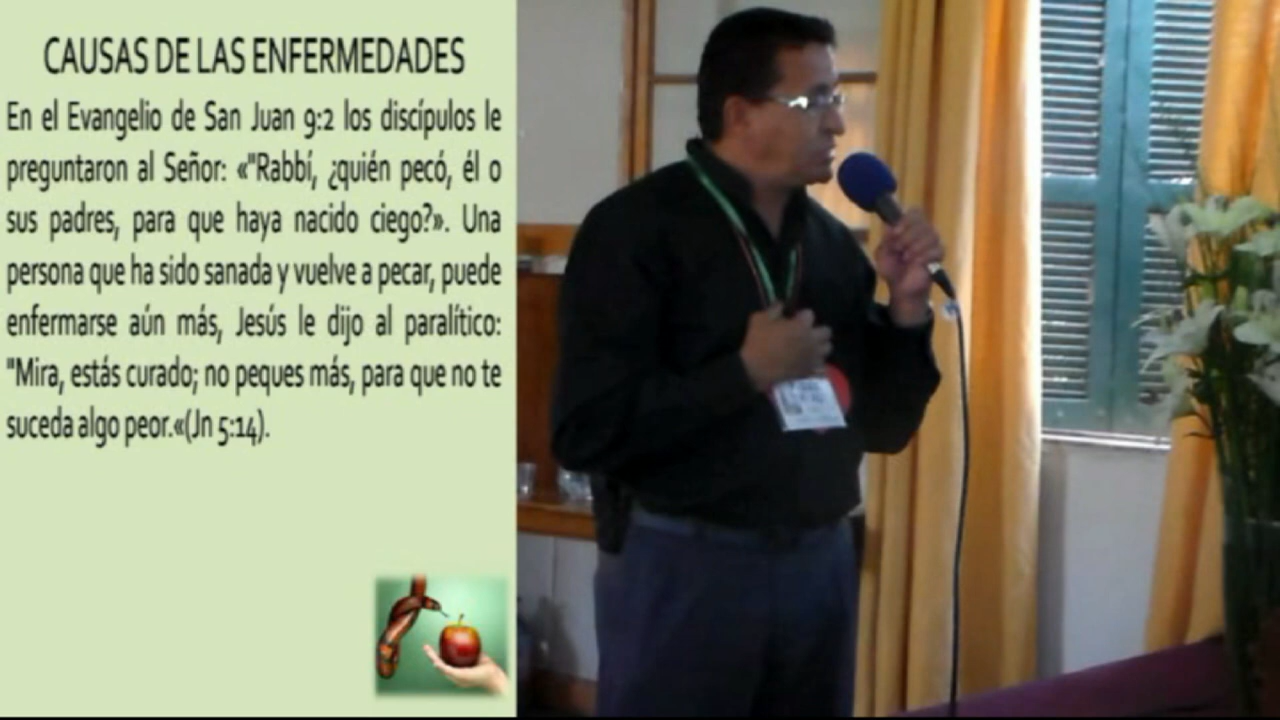 CAUSAS DE LAS ENFERMEDADES
En el Evangelio de San Juan 9:2 los discípulos le
preguntaron al Señor: «"Rabbí, ¿quién pecó, él o
sus padres, para que haya nacido ciego?». Una
persona que ha sido sanada y vuelve a pecar, puede
enfermarse aún más, Jesús le dijo al paralítico:
"Mira, estás curado; no peques más, para que no te
suceda algo peor.«(Jn 5:14).